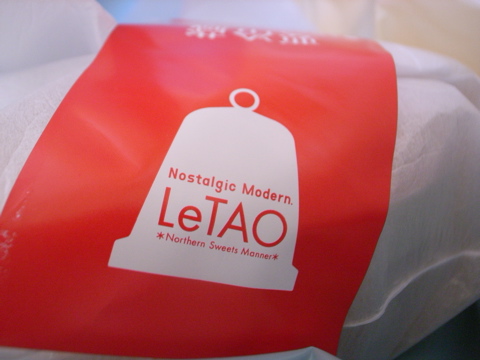 Nostalgic Modern.
LeTAO
*Northern Sweets Manner*